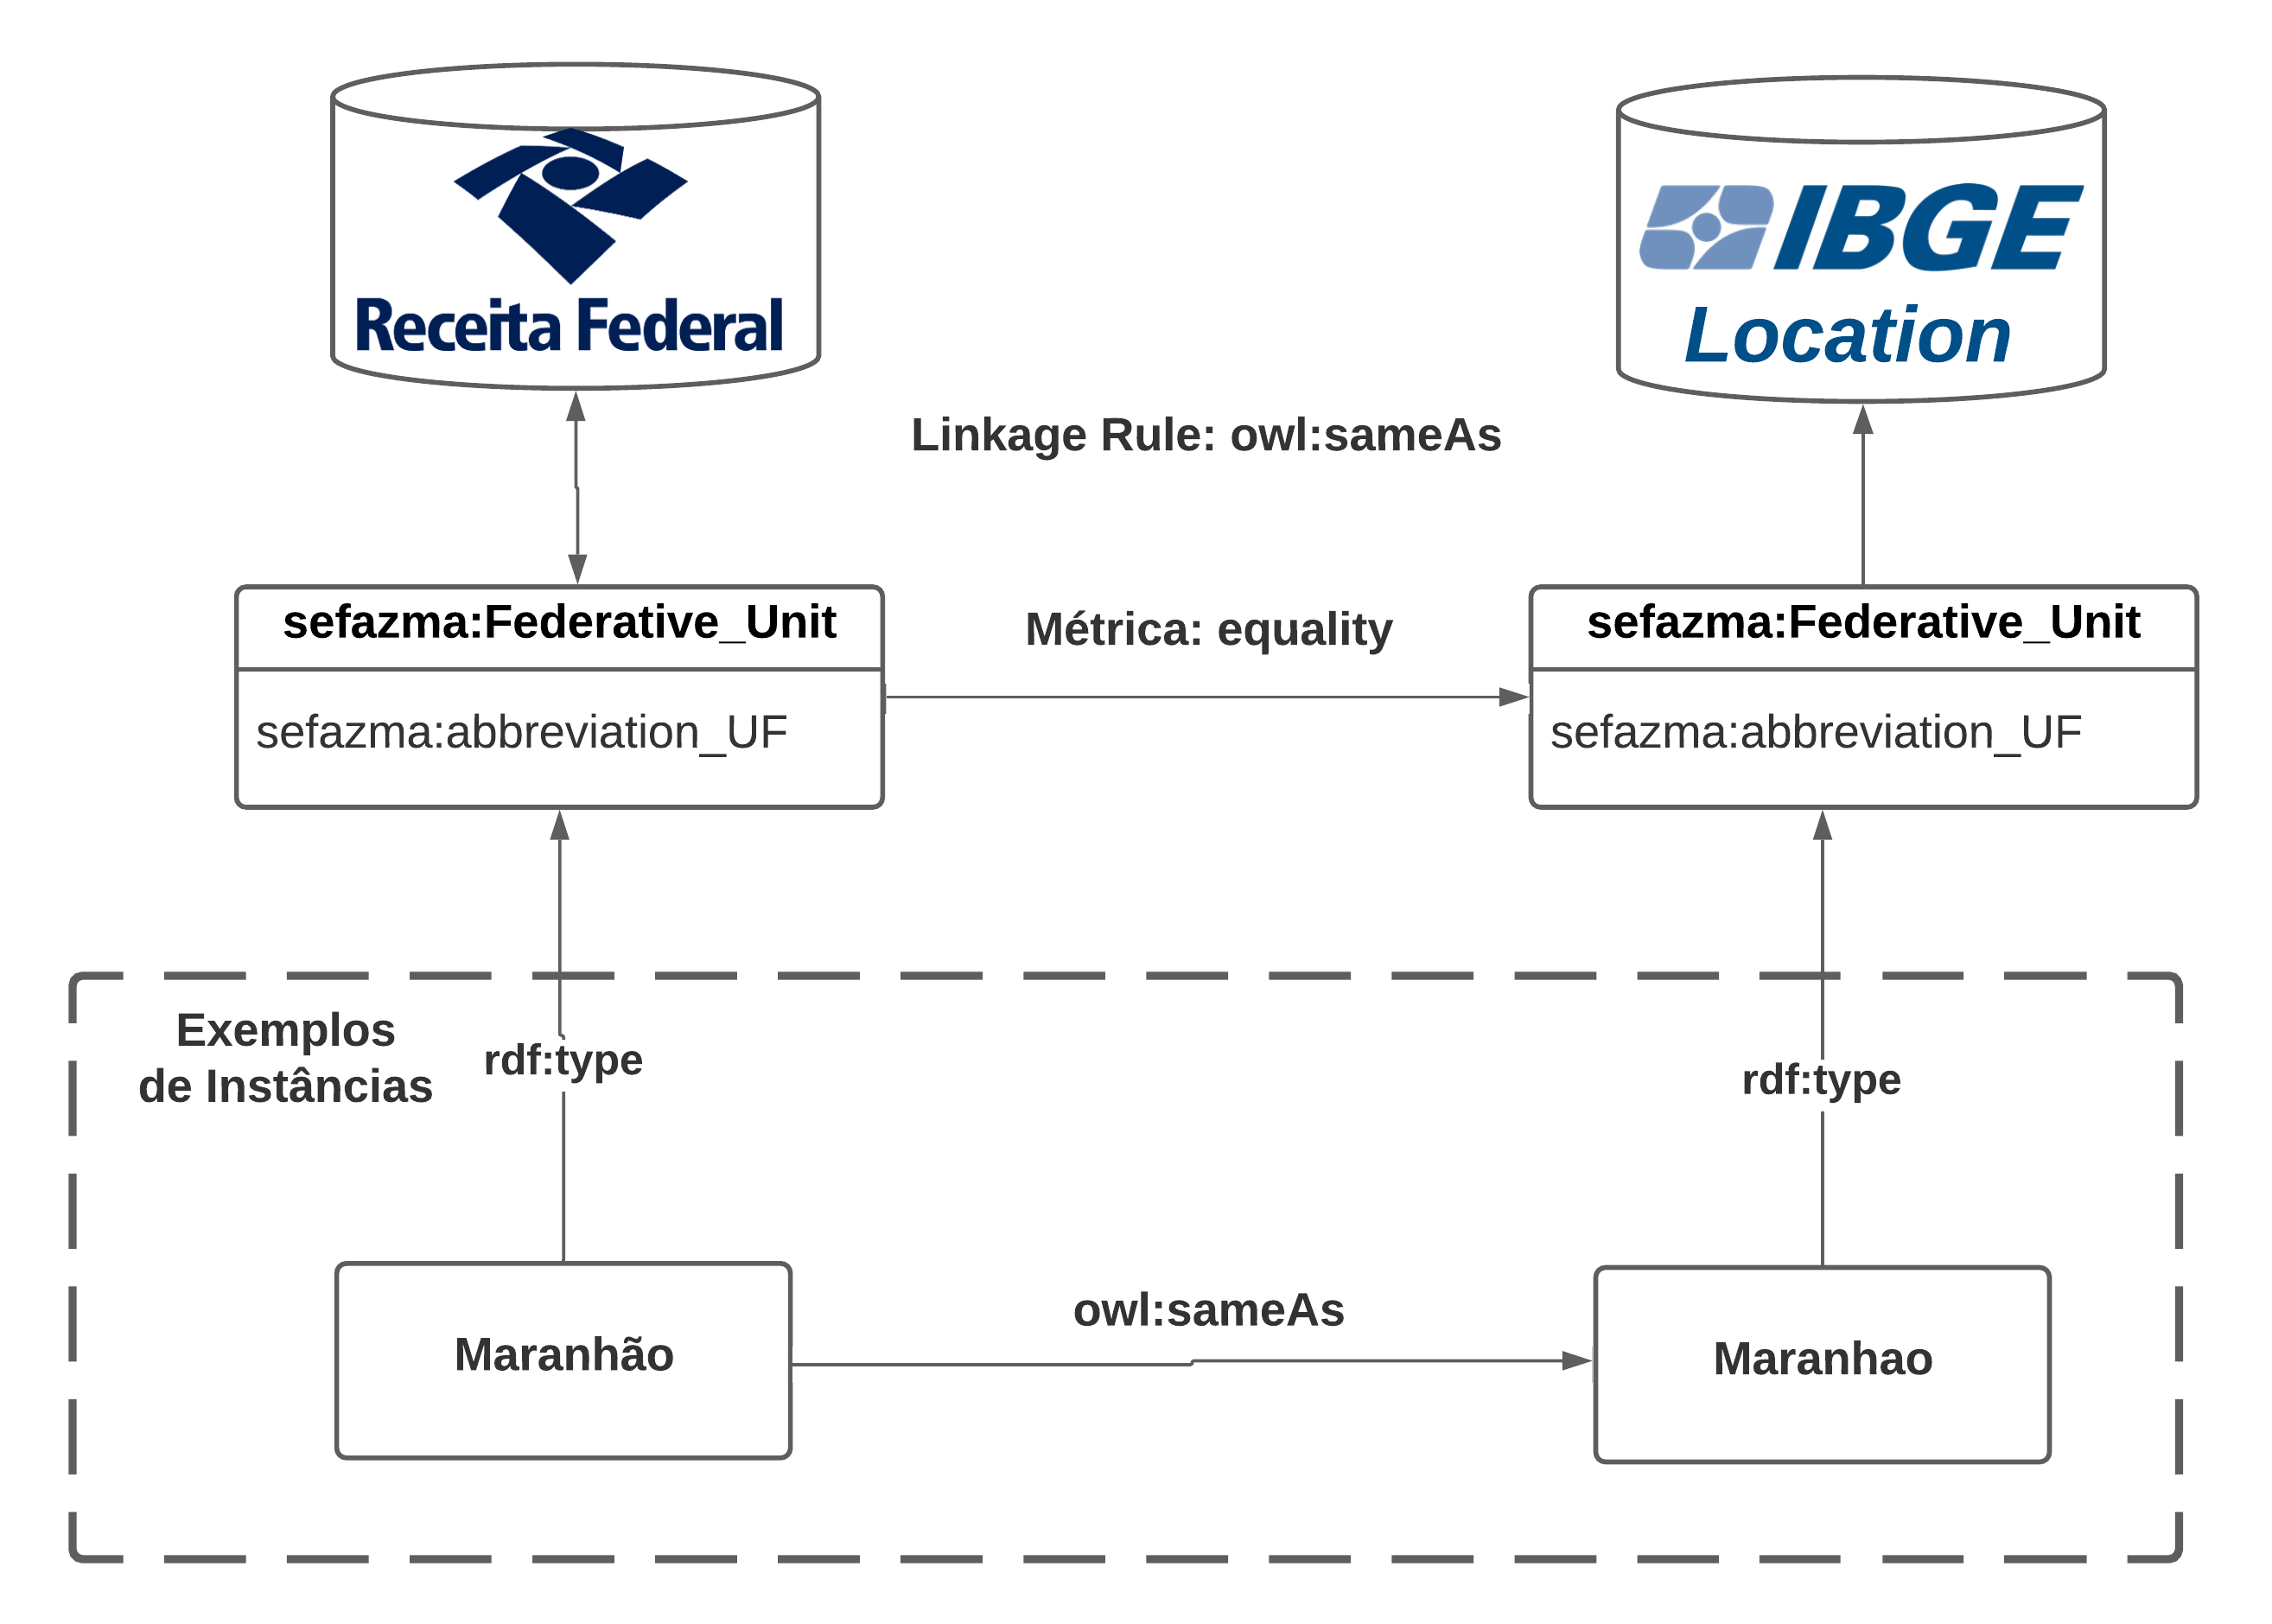 Receita Federal
IBGE
Location
Linkage Rule: owl:sameAs
sefazma:Federative_Unit
sefazma:abbreviation_UF
Métrica: equality
sefazma:Federative_Unit
sefazma:abbreviation_UF
Exemplos
de Instâncias
rdf:type
rdf:type
Maranhão
owl:sameAs
Maranhao